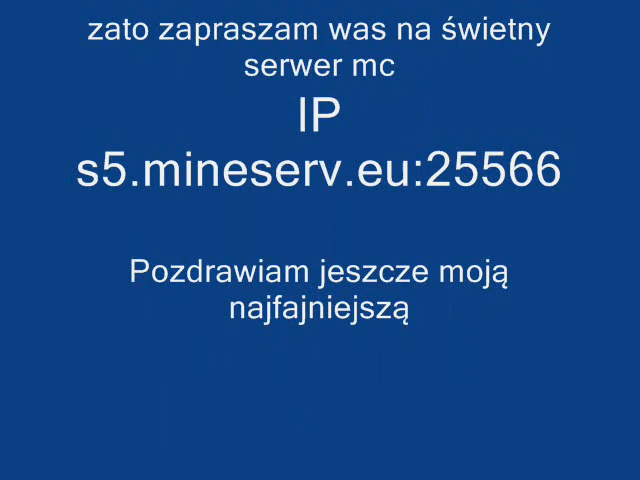 zato zapraszam was na świetny
serwer mc
IP
s5.mineserv.eu:25566
Pozdrawiam jeszcze moją
najfajniejszą